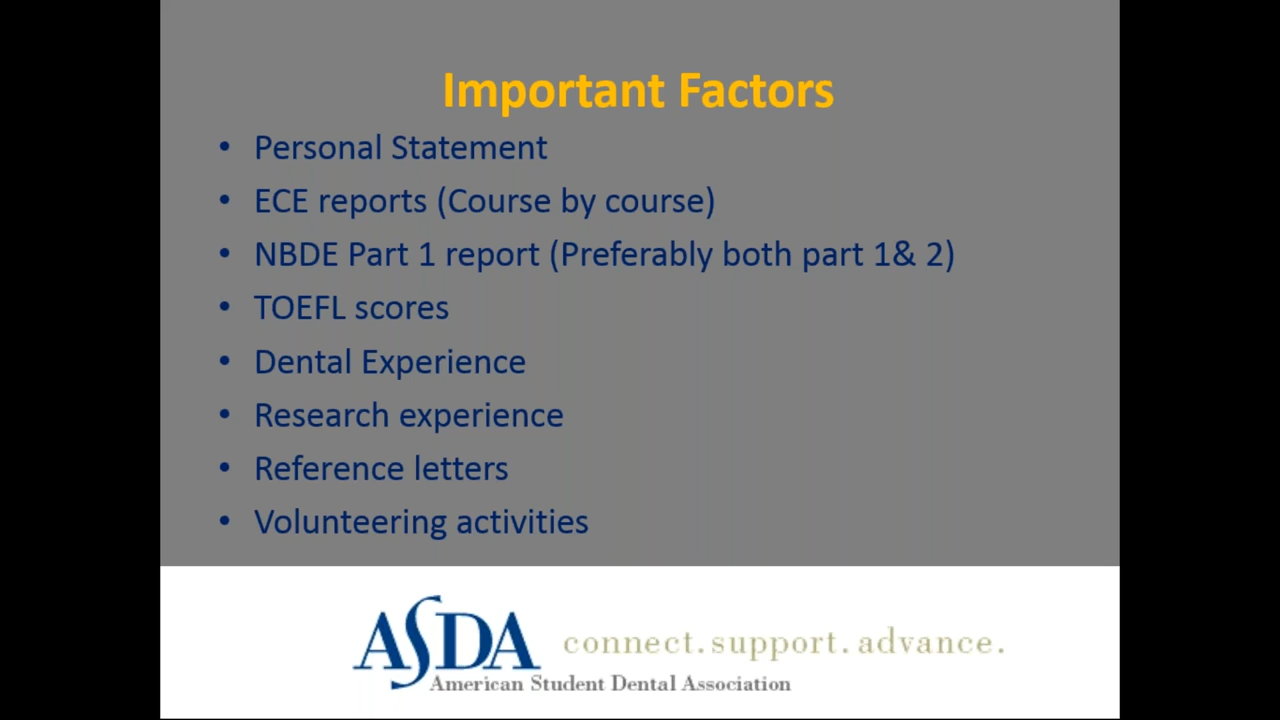 Important Factors
• Personal Statement
• ECE reports (Course by course)
• NBDE Part 1 report (Preferably both part 1& 2)
• TOEFL scores
• Dental Experience
• Research experience
• Reference letters
• Volunteering activities
ASDA connect.support.advance.
American Student Dental Association